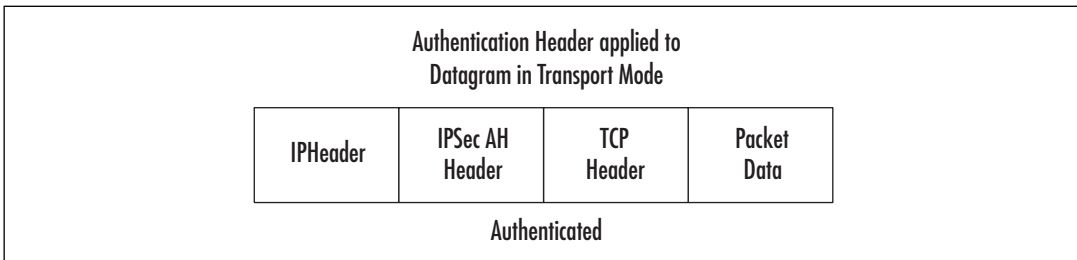 Authentication Header applied to
Datagram in Transport Mode
IPHeader
IPSec AH
Header
TCP
Header
Packet
Data
Authenticated